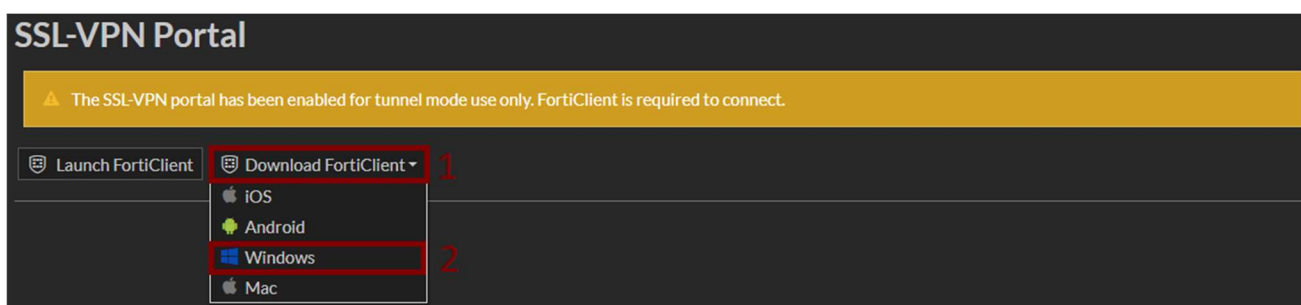 SSL-VPN Portal
The SSL-VPN portal has been enabled for tunnel mode use only. FortiClient is required to connect.
Launch FortiClient Download FortiClient 1
iOS
Android
Windows 2
Mac